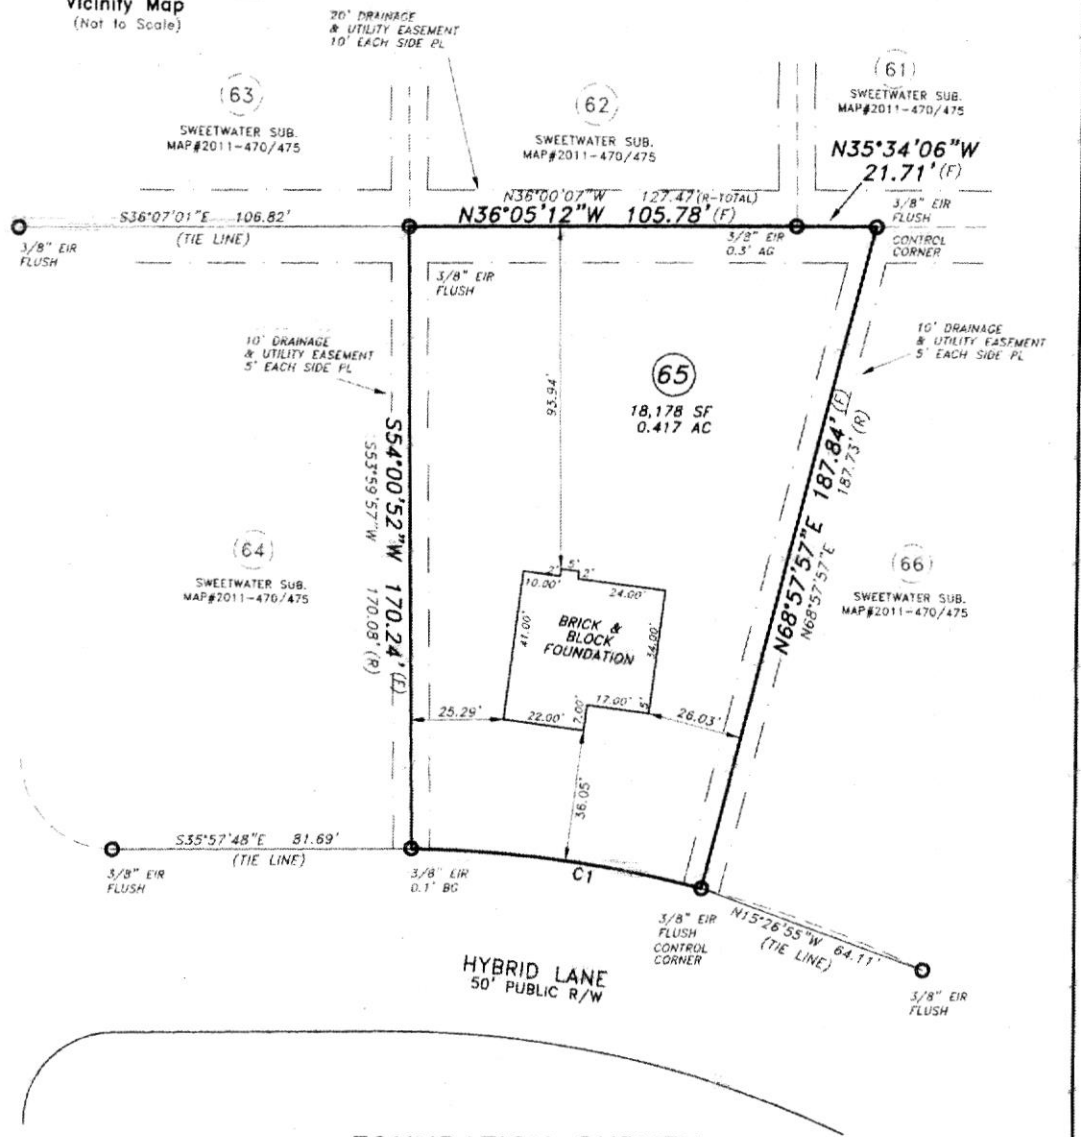 Vicinity Map
(Not to Scale)
20' DRAINAGE
& UTILITY EASEMENT
10' EACH SIDE PL
63
SWEETWATER SUB.
MAP#2011-470/475
62
SWEETWATER SUB.
MAP#2011-470/475
61
SWEETWATER SUB.
MAP#2011-470/475
N35°34'06"W
21.71' (F)
S36°07'01"E 106.82'
(TIE LINE)
3/8" EIR
FLUSH
N36°00'07"W 127.47'(R-TOTAL)
N36°05'12"W 105.78' (F)
3/8" EIR
0.3' AG
3/8" EIR
FLUSH
CONTROL
CORNER
3/8" EIR
FLUSH
10' DRAINAGE
& UTILITY EASEMENT
5' EACH SIDE PL
10' DRAINAGE
& UTILITY EASEMENT
5' EACH SIDE PL
93.94'
65
18,178 SF
0.417 AC
S54°00'52"W 170.24' (F)
S53°59'57"W 170.08' (R)
N68°57'57"E 187.84' (F)
N68°57'57"E 187.73' (R)
64
SWEETWATER SUB.
MAP#2011-470/475
66
SWEETWATER SUB.
MAP#2011-470/475
10.00'
2'
5'
2'
24.00'
41.00'
BRICK &
BLOCK
FOUNDATION
34.00'
25.29'
22.00'
7.00'
17.00'
5'
26.03'
36.05'
S35°57'48"E 81.69'
(TIE LINE)
3/8" EIR
FLUSH
3/8" EIR
0.1' BG
C1
3/8" EIR
FLUSH
CONTROL
CORNER
N15°26'55"W 64.11'
(TIE LINE)
3/8" EIR
FLUSH
HYBRID LANE
50' PUBLIC R/W